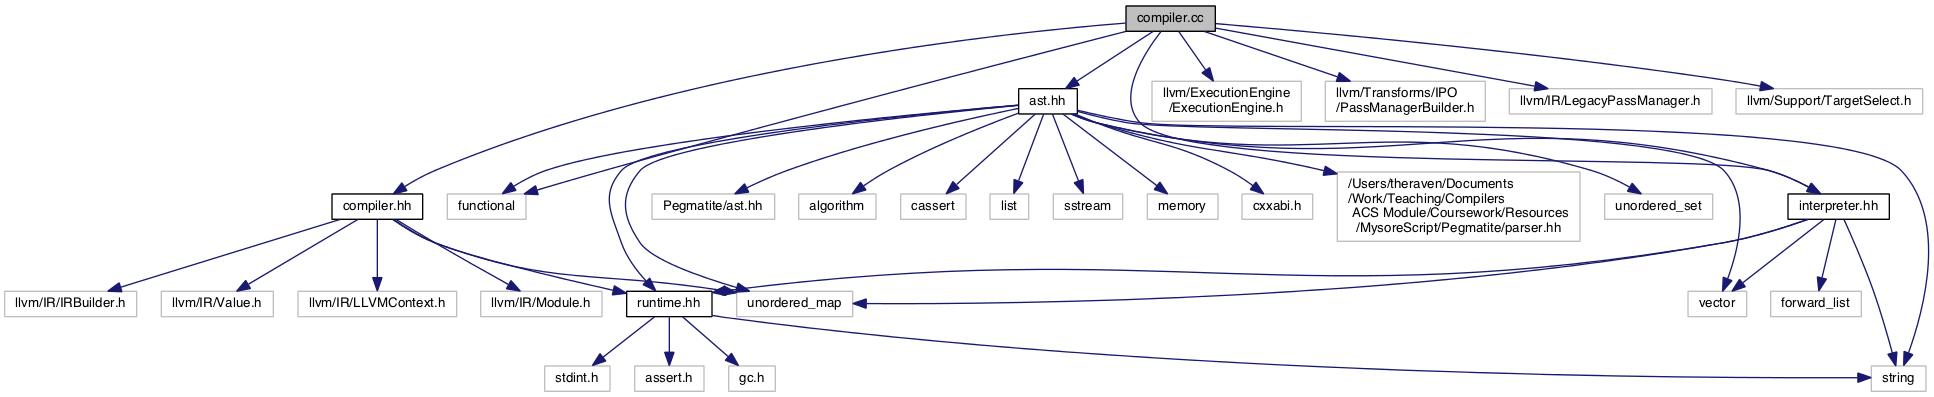 compiler.cc
ast.hh
llvm/ExecutionEngine
/ExecutionEngine.h
llvm/Transforms/IPO
/PassManagerBuilder.h
llvm/IR/LegacyPassManager.h
llvm/Support/TargetSelect.h
compiler.hh
functional
Pegmatite/ast.hh
algorithm
cassert
list
sstream
memory
cxxabi.h
/Users/theraven/Documents
/Work/Teaching/Compilers
ACS Module/Coursework/Resources
/MysoreScript/Pegmatite/parser.hh
unordered_set
interpreter.hh
llvm/IR/IRBuilder.h
llvm/IR/Value.h
llvm/IR/LLVMContext.h
llvm/IR/Module.h
runtime.hh
unordered_map
vector
forward_list
stdint.h
assert.h
gc.h
string